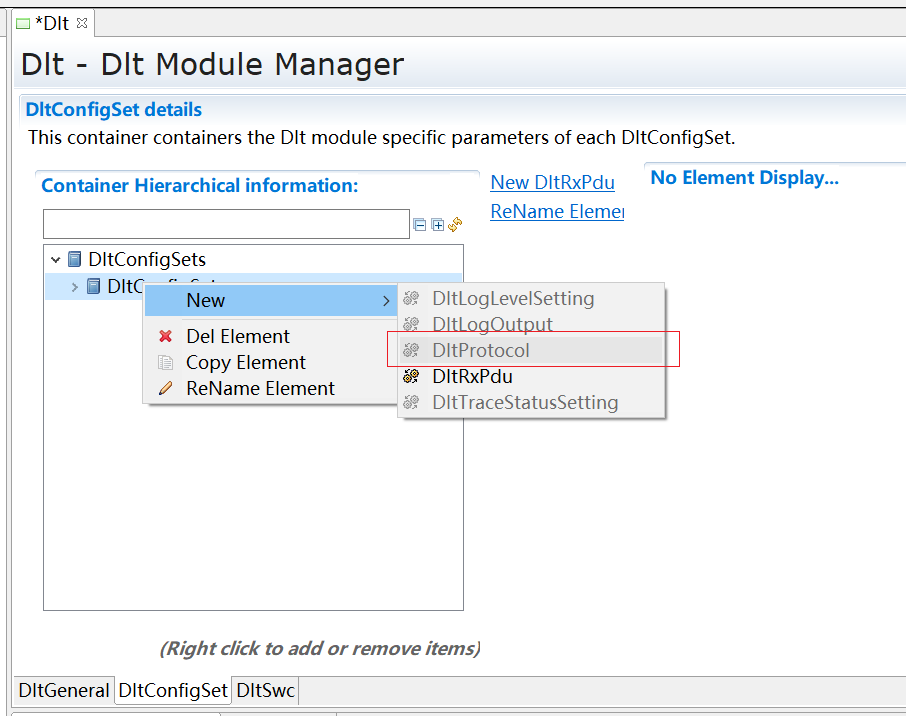 *Dlt
Dlt - Dlt Module Manager
DltConfigSet details
This container containers the Dlt module specific parameters of each DltConfigSet.
Container Hierarchical information:
New DltRxPdu
No Element Display...
ReName Elemer
DltConfigSets
New
DltLogLevelSetting
DltLogOutput
Del Element
DltProtocol
Copy Element
DltRxPdu
ReName Element
DltTraceStatusSetting
(Right click to add or remove items)
DltGeneral
DltConfigSet
DltSwc